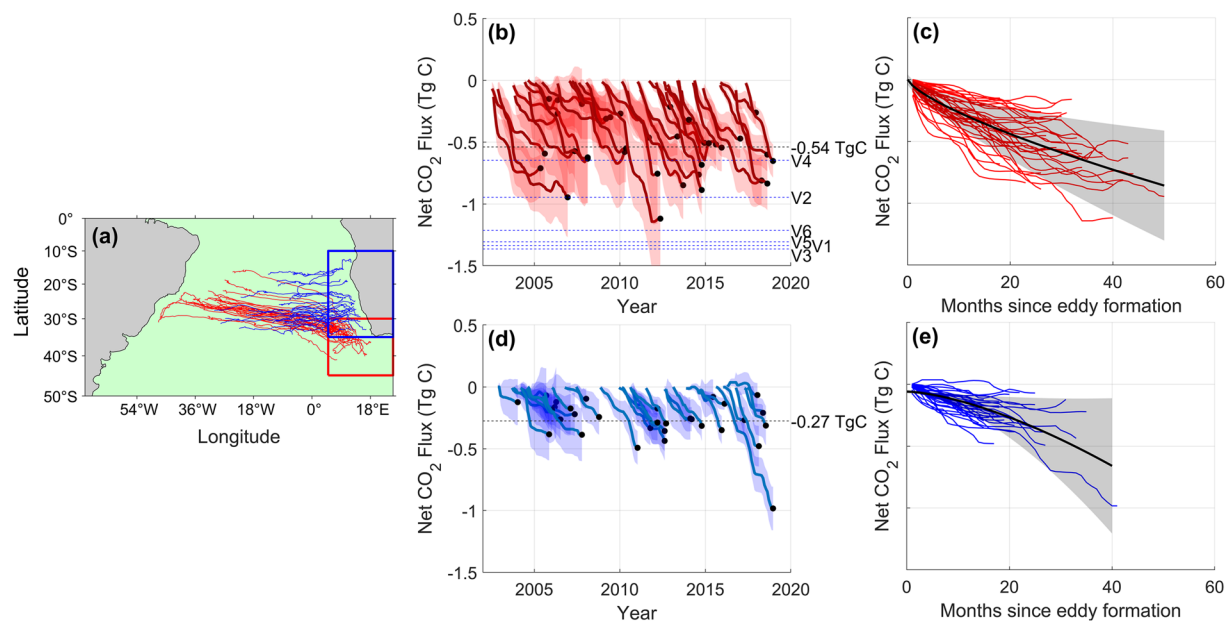 (a)
0°
10°S
20°S
30°S
40°S
50°S
54°W
36°W
18°W
0°
18°E
Latitude
Longitude
(b)
0.5
0
-0.5
-1
-1.5
Net CO2 Flux (Tg C)
2005
2010
2015
2020
Year
-0.54 TgC
V4
V2
V6
V5
V1
V3
(c)
Net CO2 Flux (Tg C)
0
20
40
60
Months since eddy formation
(d)
0.5
0
-0.5
-1
-1.5
Net CO2 Flux (Tg C)
2005
2010
2015
2020
Year
-0.27 TgC
(e)
Net CO2 Flux (Tg C)
0
20
40
60
Months since eddy formation